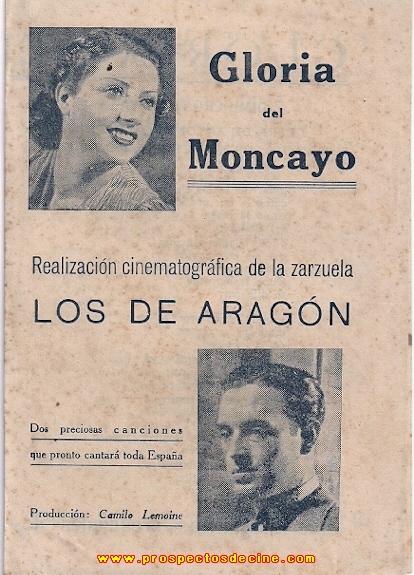 Gloria
del
Moncayo
Realización cinematográfica de la zarzuela
LOS DE ARAGÓN
Dos preciosas canciones
que pronto cantará toda España
Producción: Camilo Lemoine
www.prospectosdecine.com